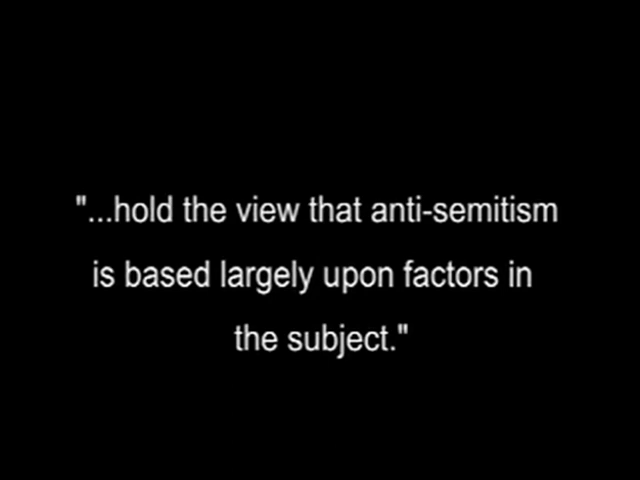 "...hold the view that anti-semitism
is based largely upon factors in
the subject."